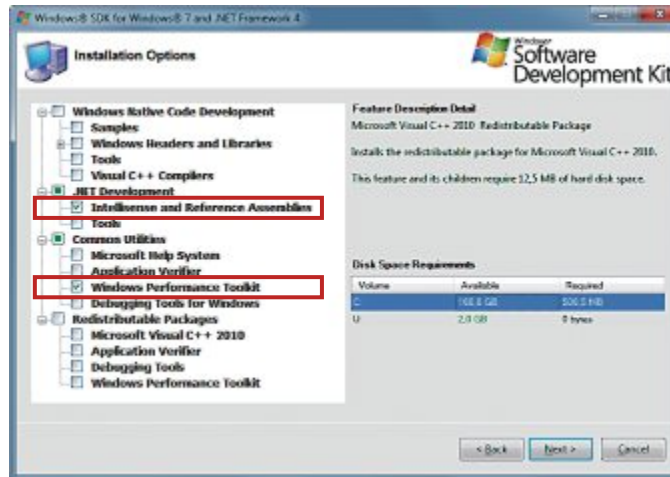 Windows® SDK for Windows® 7 and .NET Framework 4
Installation Options
Windows
Software
Development Kit
Windows Native Code Development
Samples
Windows Headers and Libraries
Tools
Visual C++ Compilers
.NET Development
Intellisense and Reference Assemblies
Tools
Common Utilities
Microsoft Help System
Application Verifier
Windows Performance Toolkit
Debugging Tools for Windows
Redistributable Packages
Microsoft Visual C++ 2010
Application Verifier
Debugging Tools
Windows Performance Toolkit
Feature Description Detail
Microsoft Visual C++ 2010 Redistributable Package
Installs the redistributable package for Microsoft Visual C++ 2010.
This feature and its children require 12,5 MB of hard disk space.
Disk Space Requirements
Volume Available Required
C GB MB
U 2,0 GB 0 bytes
< Back Next > Cancel